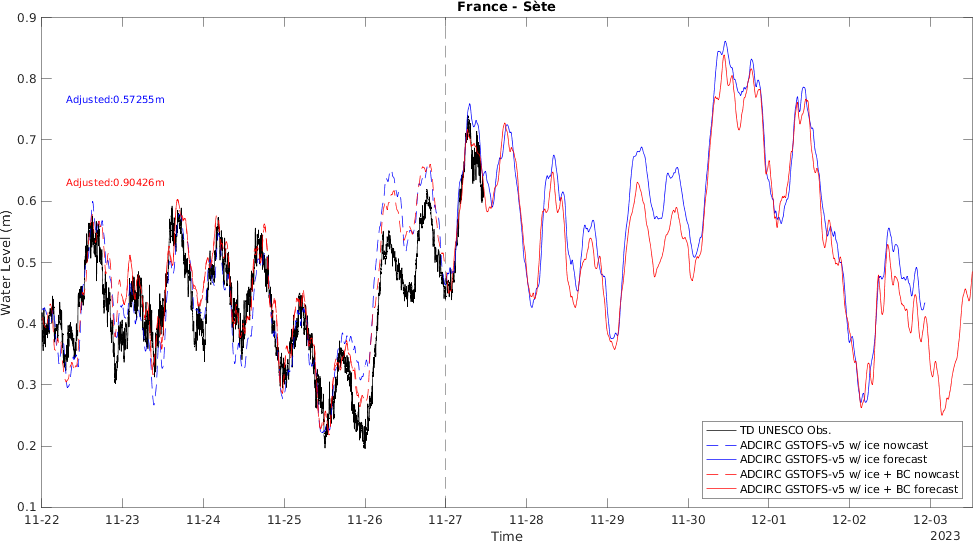 France - Sète
0.9
0.8
0.7
0.6
0.5
0.4
0.3
0.2
0.1
Water Level (m)
Adjusted:0.57255m
Adjusted:0.90426m
TD UNESCO Obs.
ADCIRC GSTOFS-v5 w/ ice nowcast
ADCIRC GSTOFS-v5 w/ ice forecast
ADCIRC GSTOFS-v5 w/ ice + BC nowcast
ADCIRC GSTOFS-v5 w/ ice + BC forecast
11-22 11-23 11-24 11-25 11-26 11-27 11-28 11-29 11-30 12-01 12-02 12-03
Time
2023